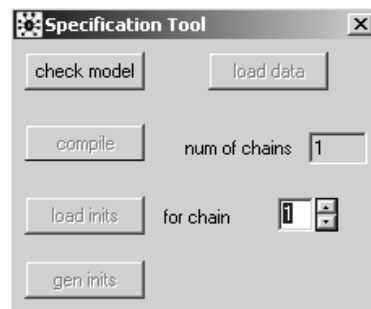 Specification Tool
check model load data
compile num of chains 1
load inits for chain 1
gen inits